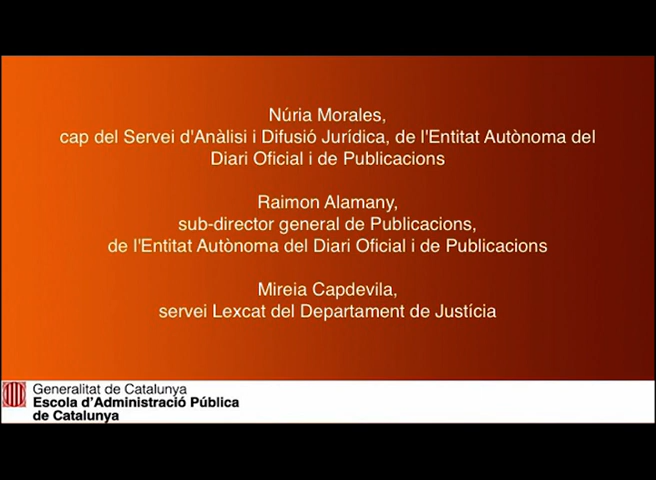 Núria Morales,
cap del Servei d'Anàlisi i Difusió Jurídica, de l'Entitat Autònoma del
Diari Oficial i de Publicacions
Raimon Alamany,
sub-director general de Publicacions,
de l'Entitat Autònoma del Diari Oficial i de Publicacions
Mireia Capdevila,
servei Lexcat del Departament de Justícia
Generalitat de Catalunya
Escola d'Administració Pública
de Catalunya